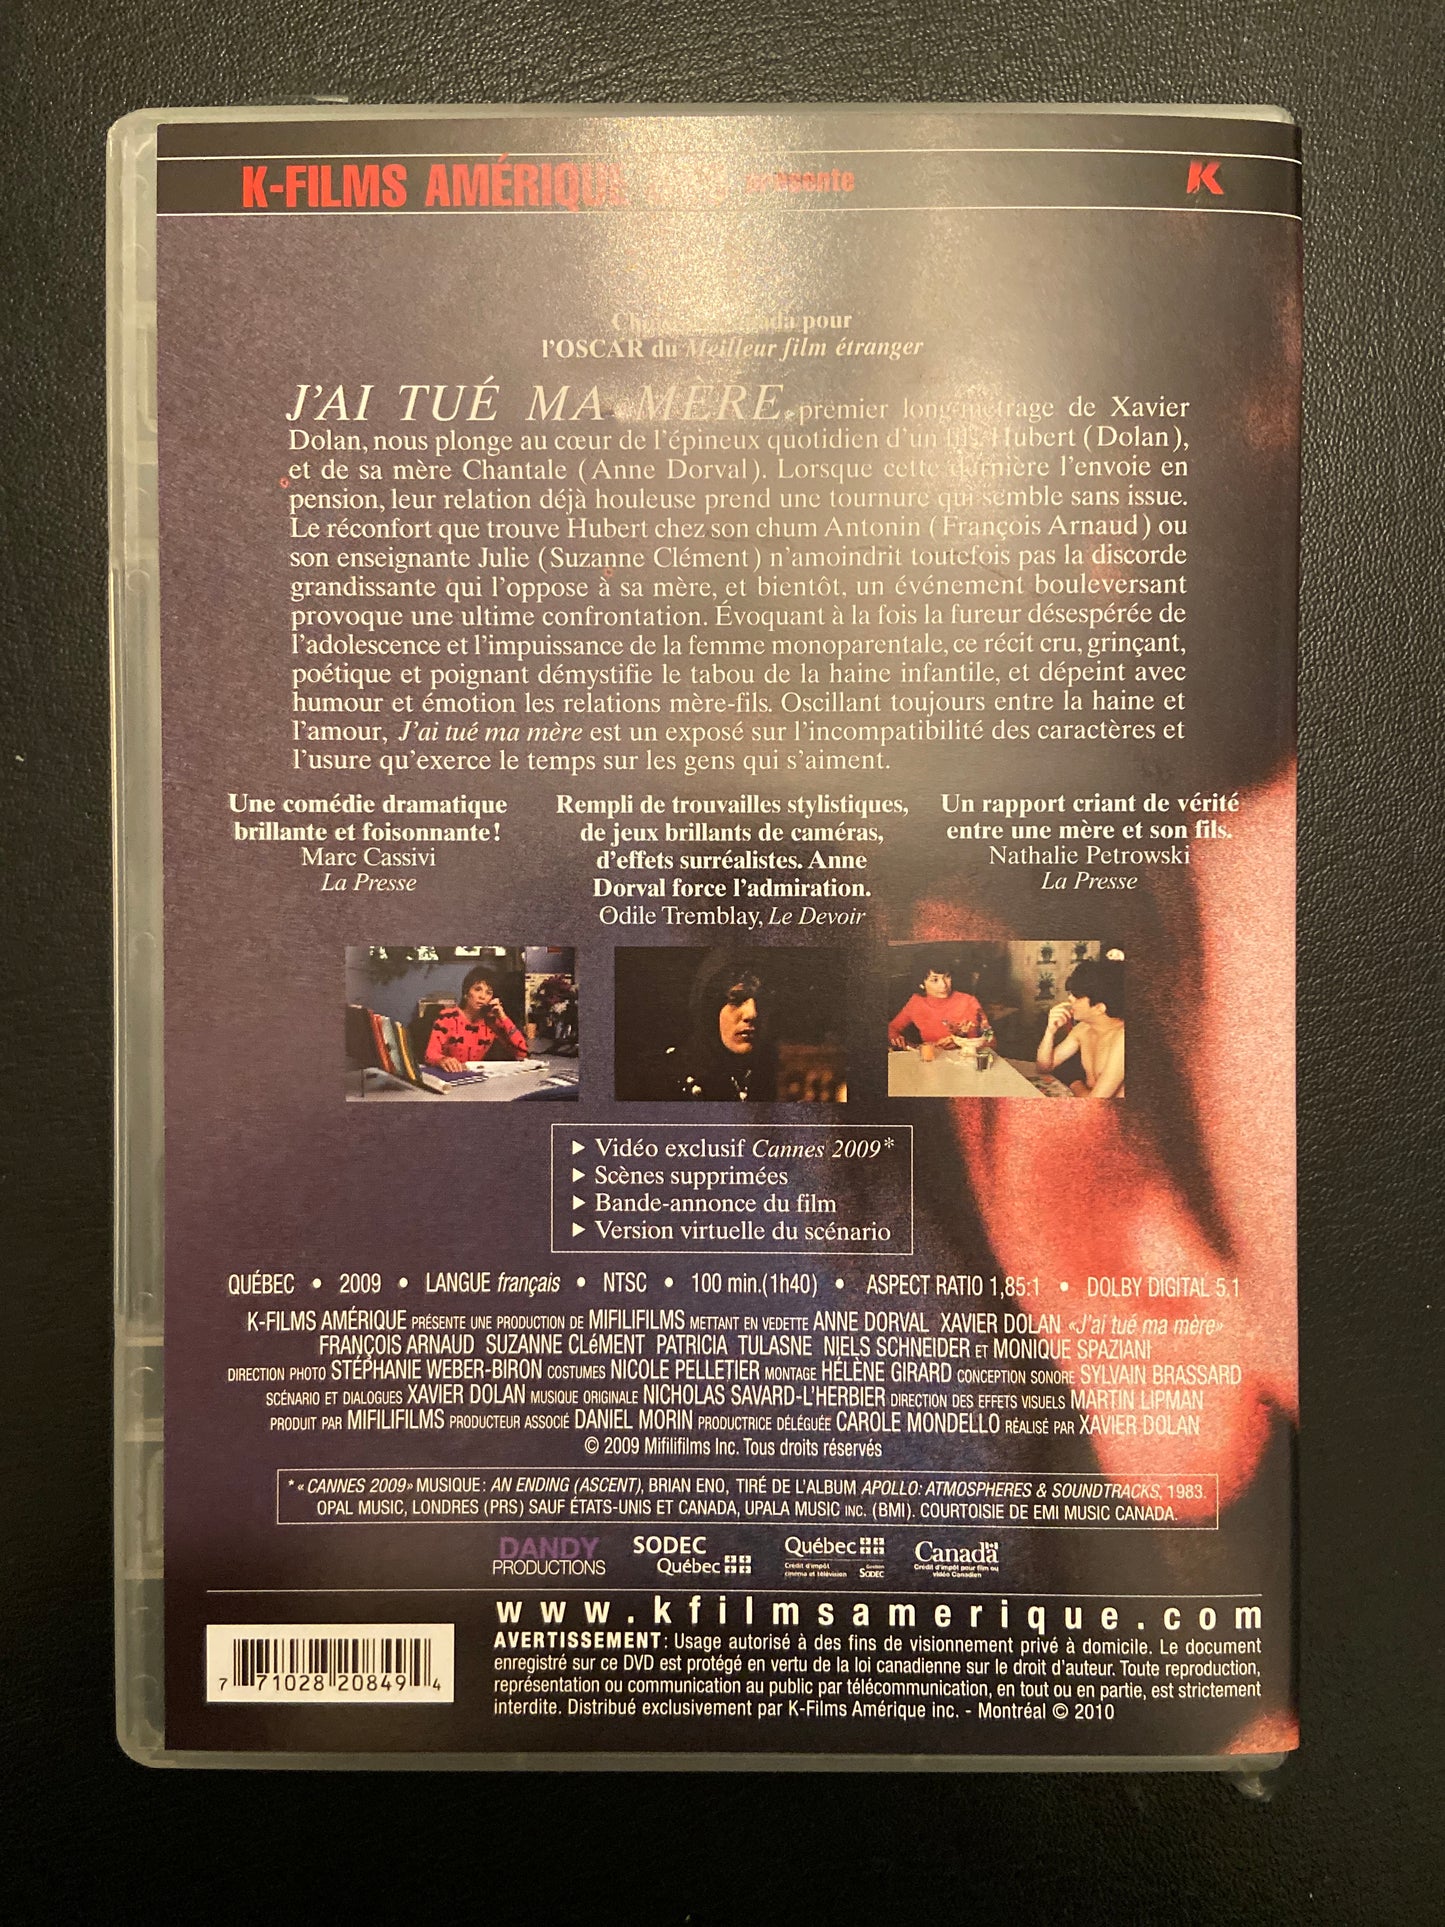 K-FILMS AMÉRIQUE présente
K
pour
l'OSCAR du Meilleur film étranger
J'AI TUÉ MA MÈRE, premier long-métrage de Xavier
Dolan, nous plonge au cœur de l'épineux quotidien d'un fils, Hubert (Dolan),
et de sa mère Chantale (Anne Dorval). Lorsque cette dernière l'envoie en
pension, leur relation déjà houleuse prend une tournure qui semble sans issue.
Le réconfort que trouve Hubert chez son chum Antonin (François Arnaud) ou
son enseignante Julie (Suzanne Clément) n'amoindrit toutefois pas la discorde
grandissante qui l'oppose à sa mère, et bientôt, un événement bouleversant
provoque une ultime confrontation. Évoquant à la fois la fureur désespérée de
l'adolescence et l'impuissance de la femme monoparentale, ce récit cru, grinçant,
poétique et poignant démystifie le tabou de la haine infantile, et dépeint avec
humour et émotion les relations mère-fils. Oscillant toujours entre la haine et
l'amour, J'ai tué ma mère est un exposé sur l'incompatibilité des caractères et
l'usure qu'exerce le temps sur les gens qui s'aiment.
Une comédie dramatique
brillante et foisonnante!
Marc Cassivi
La Presse
Rempli de trouvailles stylistiques,
de jeux brillants de caméras,
d'effets surréalistes. Anne
Dorval force l'admiration.
Odile Tremblay, Le Devoir
Un rapport criant de vérité
entre une mère et son fils.
Nathalie Petrowski
La Presse
▶ Vidéo exclusif Cannes 2009*
▶ Scènes supprimées
▶ Bande-annonce du film
▶ Version virtuelle du scénario
QUÉBEC • 2009 • LANGUE français • NTSC • 100 min.(1h40) • ASPECT RATIO 1,85:1 • DOLBY DIGITAL 5.1
K-FILMS AMÉRIQUE PRÉSENTE UNE PRODUCTION DE MIFILIFILMS METTANT EN VEDETTE ANNE DORVAL XAVIER DOLAN «J'ai tué ma mère»
FRANÇOIS ARNAUD SUZANNE CLéMENT PATRICIA TULASNE NIELS SCHNEIDER ET MONIQUE SPAZIANI
DIRECTION PHOTO STÉPHANIE WEBER-BIRON COSTUMES NICOLE PELLETIER MONTAGE HÉLÈNE GIRARD CONCEPTION SONORE SYLVAIN BRASSARD
SCÉNARIO ET DIALOGUES XAVIER DOLAN MUSIQUE ORIGINALE NICHOLAS SAVARD-L'HERBIER DIRECTION DES EFFETS VISUELS MARTIN LIPMAN
PRODUIT PAR MIFILIFILMS PRODUCTEUR ASSOCIÉ DANIEL MORIN PRODUCTRICE DÉLÉGUÉE CAROLE MONDELLO RÉALISÉ PAR XAVIER DOLAN
© 2009 Mifilifilms Inc. Tous droits réservés
* « CANNES 2009» MUSIQUE: AN ENDING (ASCENT), BRIAN ENO, TIRÉ DE L'ALBUM APOLLO: ATMOSPHERES & SOUNDTRACKS, 1983.
OPAL MUSIC, LONDRES (PRS) SAUF ÉTATS-UNIS ET CANADA, UPALA MUSIC INC. (BMI). COURTOISIE DE EMI MUSIC CANADA.
DANDY
PRODUCTIONS
SODEC
Québec
Québec
Crédit d'impôt
cinéma et télévision
Gestion
SODEC
Canada
Crédit d'impôt pour film ou
vidéo Canadien
www.kfilmsamerique.com
AVERTISSEMENT: Usage autorisé à des fins de visionnement privé à domicile. Le document
enregistré sur ce DVD est protégé en vertu de la loi canadienne sur le droit d'auteur. Toute reproduction,
représentation ou communication au public par télécommunication, en tout ou en partie, est strictement
interdite. Distribué exclusivement par K-Films Amérique inc. - Montréal © 2010
7 71028 20849 4